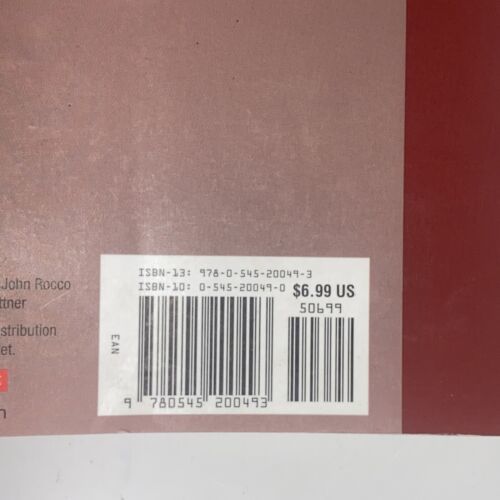 John Rocco
ttner
stribution
et.
ISBN-13: 978-0-545-20049-3
ISBN-10: 0-545-20049-0
$6.99 US
50699
EAN
9 780545 200493
n